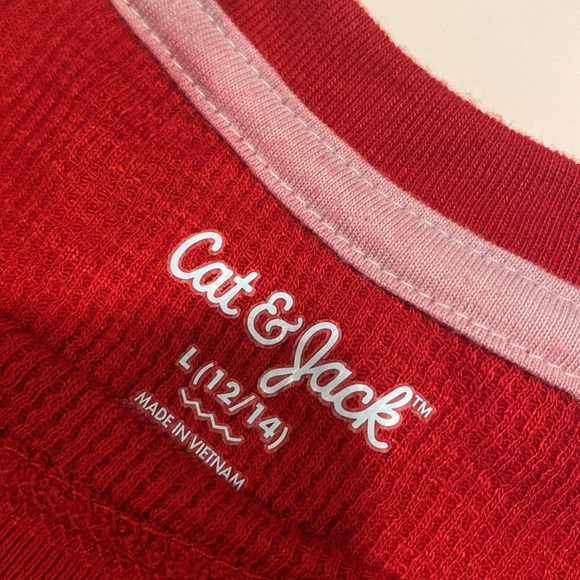 Cat & Jack™
L (12/14)
MADE IN VIETNAM